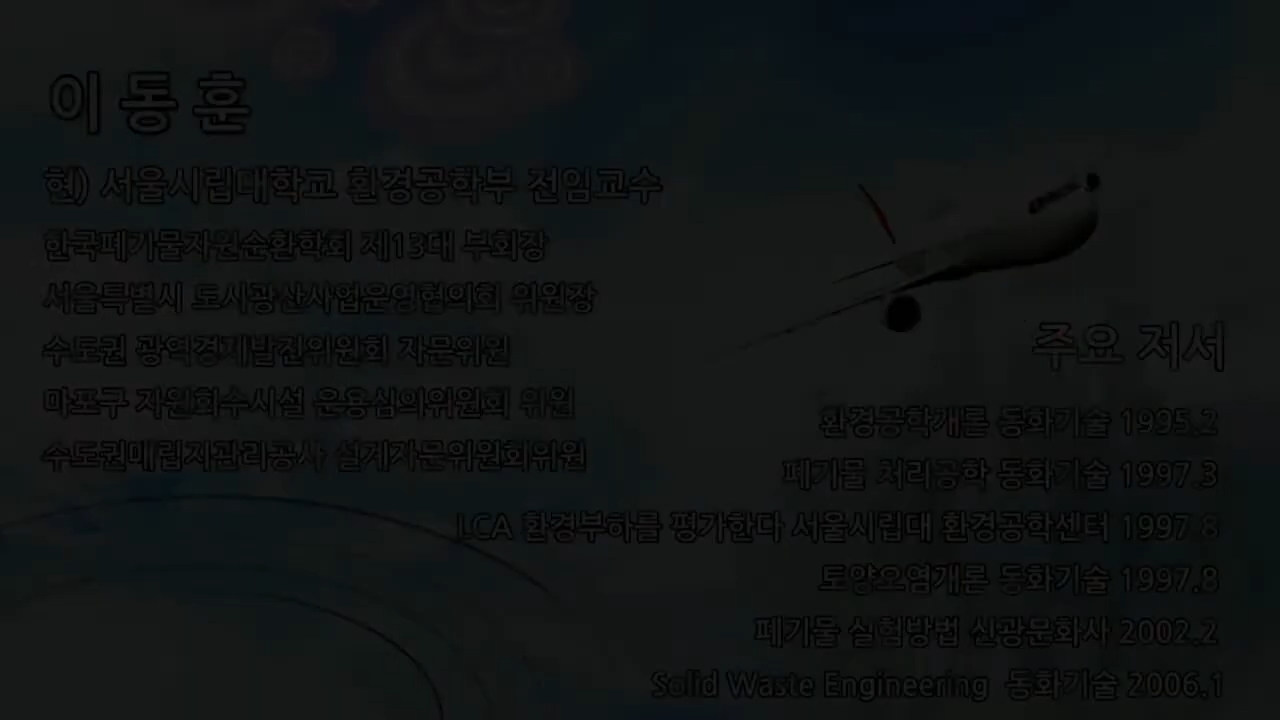 이동훈
현) 서울시립대학교 환경공학부 전임교수
한국폐기물자원순환학회 제13대 부회장
서울특별시 도시광산사업운영협의회 위원장
수도권 광역경제발전위원회 자문위원
마포구 자원회수시설 운용심의위원회 위원
수도권매립지관리공사 설계자문위원회위원
주요 저서
환경공학개론 동화기술 1995.2
폐기물 처리공학 동화기술 1997.3
LCA 환경부하를 평가한다 서울시립대 환경공학센터 1997.8
토양오염개론 동화기술 1997.8
폐기물 실험방법 신광문화사 2002.2
Solid Waste Engineering 동화기술 2006.1